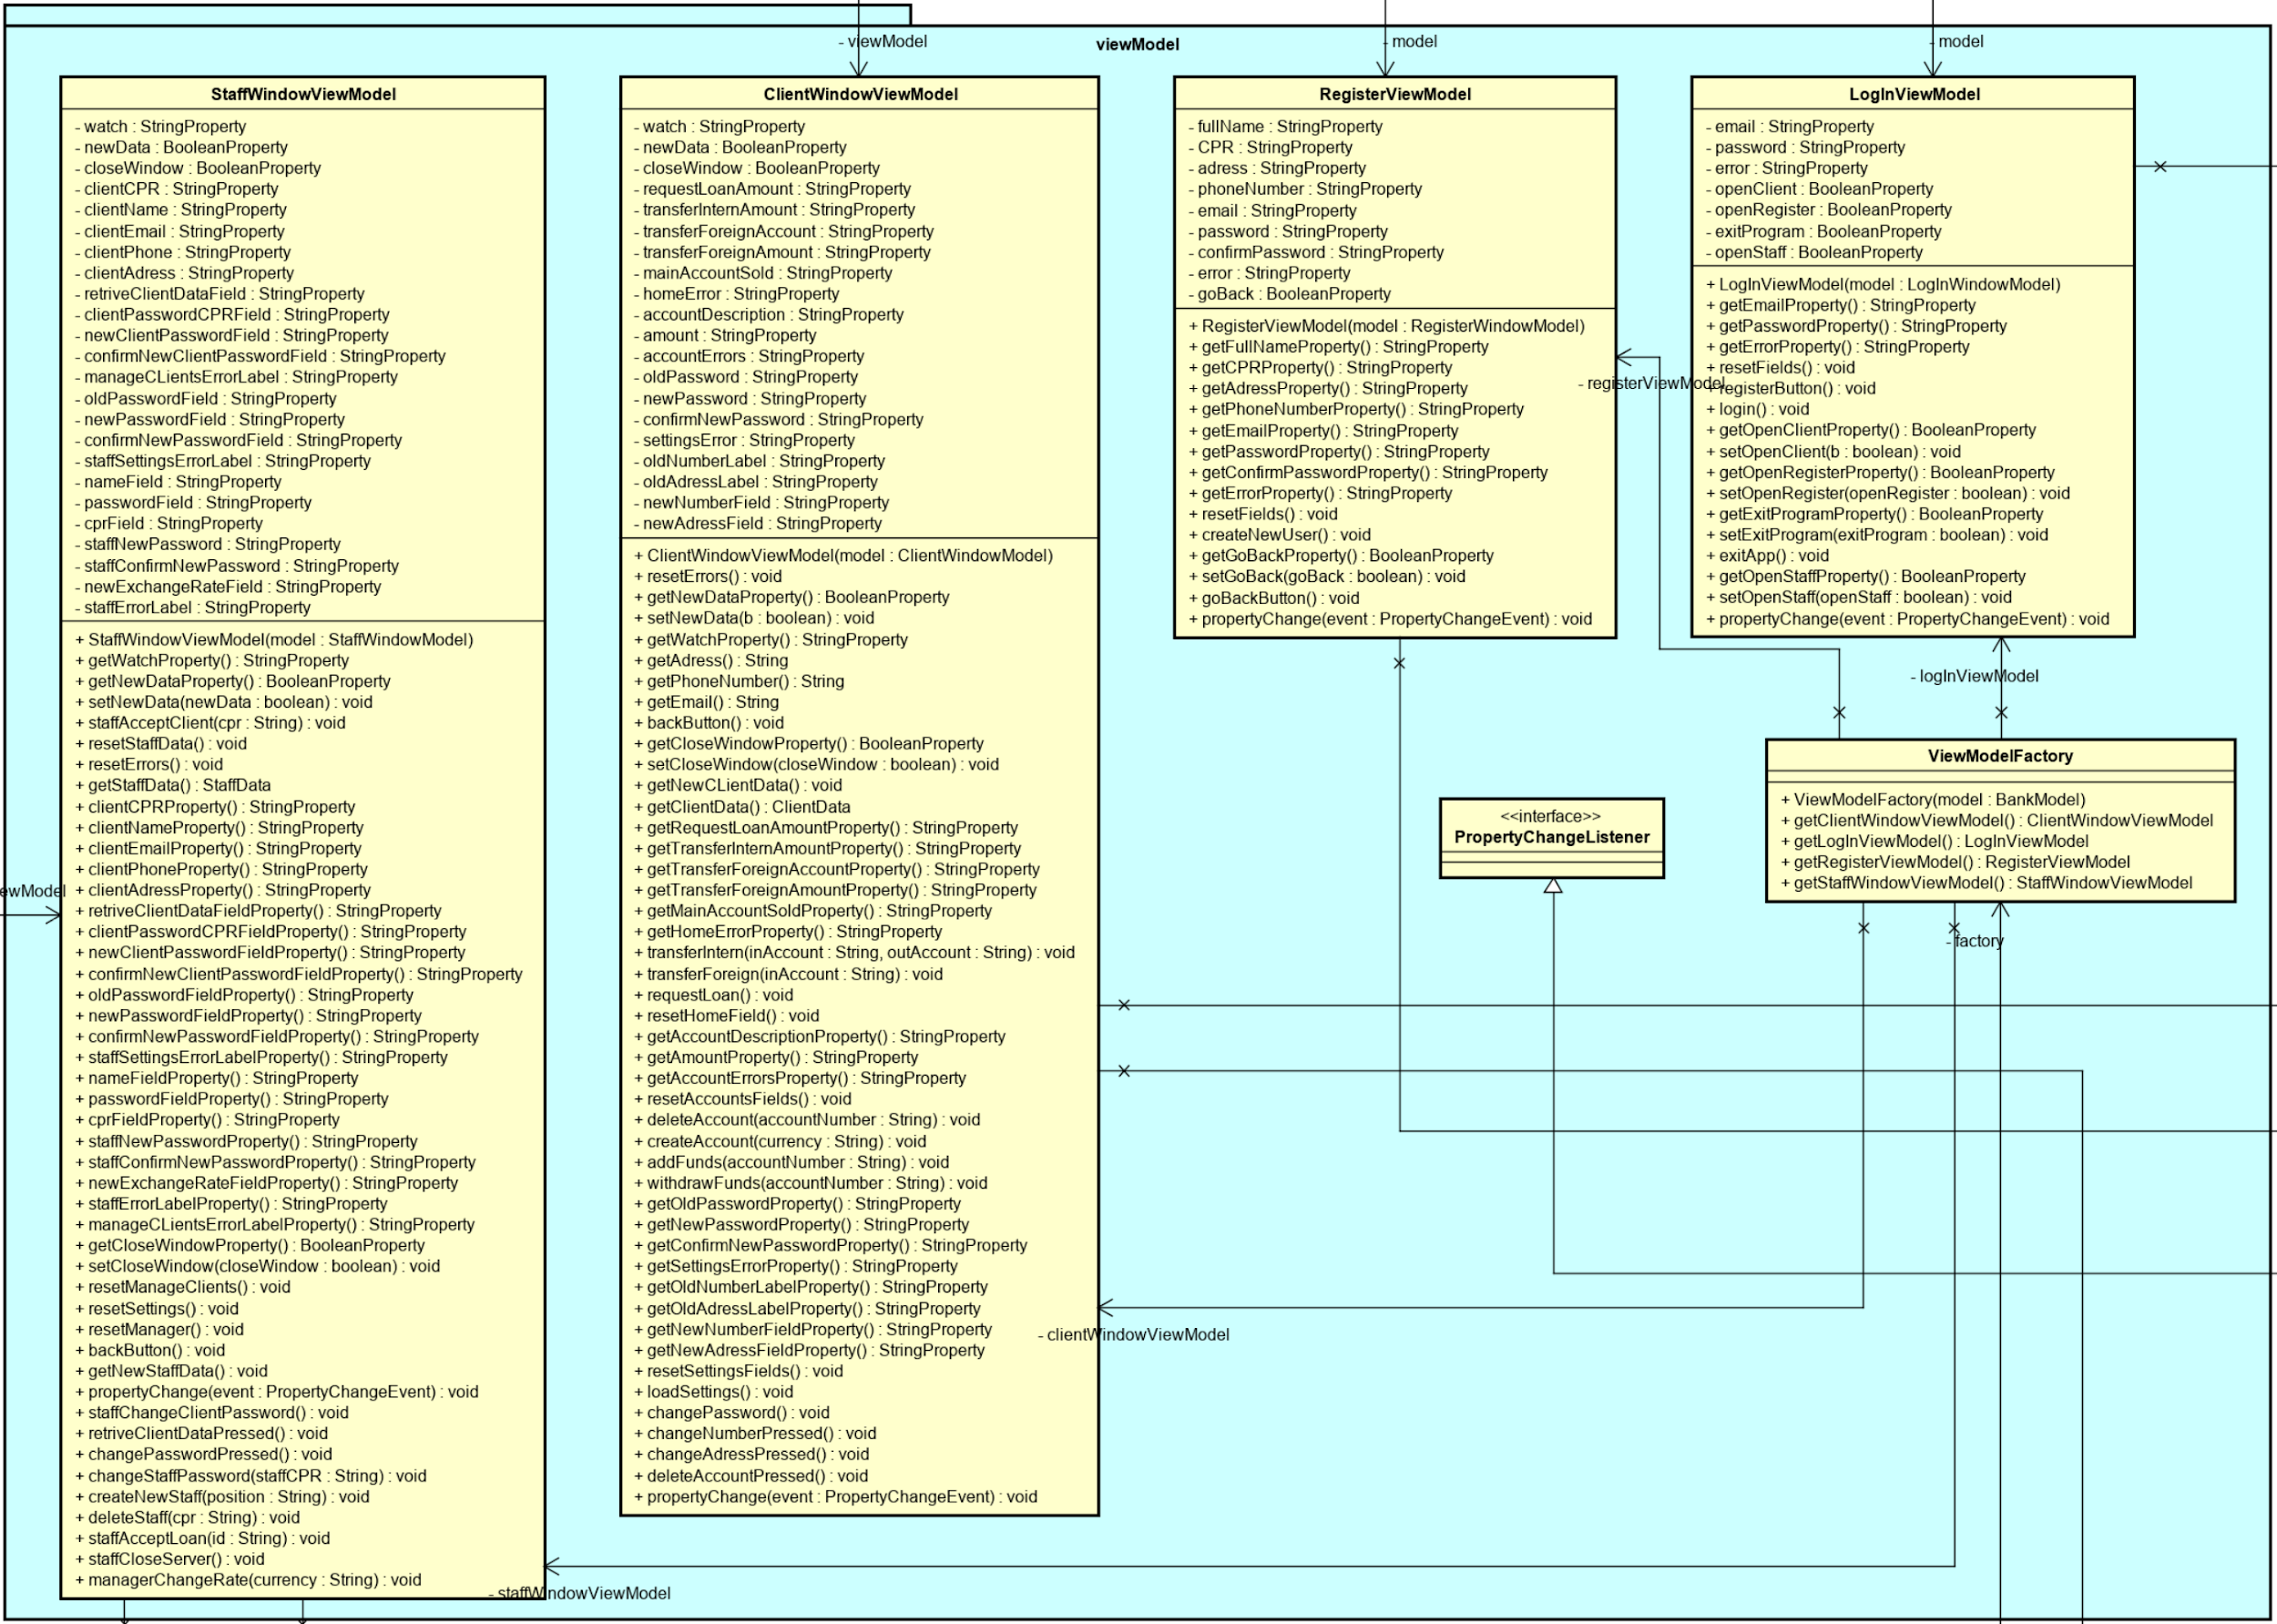 - viewModel
viewModel
- model
- model
StaffWindowViewModel
- watch : StringProperty
- newData : BooleanProperty
- closeWindow : BooleanProperty
- clientCPR : StringProperty
- clientName : StringProperty
- clientEmail : StringProperty
- clientPhone : StringProperty
- clientAdress : StringProperty
- retriveClientDataField : StringProperty
- clientPasswordCPRField : StringProperty
- newClientPasswordField : StringProperty
- confirmNewClientPasswordField : StringProperty
- manageCLientsErrorLabel : StringProperty
- oldPasswordField : StringProperty
- newPasswordField : StringProperty
- confirmNewPasswordField : StringProperty
- staffSettingsErrorLabel : StringProperty
- nameField : StringProperty
- passwordField : StringProperty
- cprField : StringProperty
- staffNewPassword : StringProperty
- staffConfirmNewPassword : StringProperty
- newExchangeRateField : StringProperty
- staffErrorLabel : StringProperty
+ StaffWindowViewModel(model : StaffWindowModel)
+ getWatchProperty() : StringProperty
+ getNewDataProperty() : BooleanProperty
+ setNewData(newData : boolean) : void
+ staffAcceptClient(cpr : String) : void
+ resetStaffData() : void
+ resetErrors() : void
+ getStaffData() : StaffData
+ clientCPRProperty() : StringProperty
+ clientNameProperty() : StringProperty
+ clientEmailProperty() : StringProperty
+ clientPhoneProperty() : StringProperty
+ clientAdressProperty() : StringProperty
+ retriveClientDataFieldProperty() : StringProperty
+ clientPasswordCPRFieldProperty() : StringProperty
+ newClientPasswordFieldProperty() : StringProperty
+ confirmNewClientPasswordFieldProperty() : StringProperty
+ oldPasswordFieldProperty() : StringProperty
+ newPasswordFieldProperty() : StringProperty
+ confirmNewPasswordFieldProperty() : StringProperty
+ staffSettingsErrorLabelProperty() : StringProperty
+ nameFieldProperty() : StringProperty
+ passwordFieldProperty() : StringProperty
+ cprFieldProperty() : StringProperty
+ staffNewPasswordProperty() : StringProperty
+ staffConfirmNewPasswordProperty() : StringProperty
+ newExchangeRateFieldProperty() : StringProperty
+ staffErrorLabelProperty() : StringProperty
+ manageCLientsErrorLabelProperty() : StringProperty
+ getCloseWindowProperty() : BooleanProperty
+ setCloseWindow(closeWindow : boolean) : void
+ resetManageClients() : void
+ resetSettings() : void
+ resetManager() : void
+ backButton() : void
+ getNewStaffData() : void
+ propertyChange(event : PropertyChangeEvent) : void
+ staffChangeClientPassword() : void
+ retriveClientDataPressed() : void
+ changePasswordPressed() : void
+ changeStaffPassword(staffCPR : String) : void
+ createNewStaff(position : String) : void
+ deleteStaff(cpr : String) : void
+ staffAcceptLoan(id : String) : void
+ staffCloseServer() : void
+ managerChangeRate(currency : String) : void
ewModel
- staffWindowViewModel
ClientWindowViewModel
- watch : StringProperty
- newData : BooleanProperty
- closeWindow : BooleanProperty
- requestLoanAmount : StringProperty
- transferInternAmount : StringProperty
- transferForeignAccount : StringProperty
- transferForeignAmount : StringProperty
- mainAccountSold : StringProperty
- homeError : StringProperty
- accountDescription : StringProperty
- amount : StringProperty
- accountErrors : StringProperty
- oldPassword : StringProperty
- newPassword : StringProperty
- confirmNewPassword : StringProperty
- settingsError : StringProperty
- oldNumberLabel : StringProperty
- oldAdressLabel : StringProperty
- newNumberField : StringProperty
- newAdressField : StringProperty
+ ClientWindowViewModel(model : ClientWindowModel)
+ resetErrors() : void
+ getNewDataProperty() : BooleanProperty
+ setNewData(b : boolean) : void
+ getWatchProperty() : StringProperty
+ getAdress() : String
+ getPhoneNumber() : String
+ getEmail() : String
+ backButton() : void
+ getCloseWindowProperty() : BooleanProperty
+ setCloseWindow(closeWindow : boolean) : void
+ getNewCLientData() : void
+ getClientData() : ClientData
+ getRequestLoanAmountProperty() : StringProperty
+ getTransferInternAmountProperty() : StringProperty
+ getTransferForeignAccountProperty() : StringProperty
+ getTransferForeignAmountProperty() : StringProperty
+ getMainAccountSoldProperty() : StringProperty
+ getHomeErrorProperty() : StringProperty
+ transferIntern(inAccount : String, outAccount : String) : void
+ transferForeign(inAccount : String) : void
+ requestLoan() : void
+ resetHomeField() : void
+ getAccountDescriptionProperty() : StringProperty
+ getAmountProperty() : StringProperty
+ getAccountErrorsProperty() : StringProperty
+ resetAccountsFields() : void
+ deleteAccount(accountNumber : String) : void
+ createAccount(currency : String) : void
+ addFunds(accountNumber : String) : void
+ withdrawFunds(accountNumber : String) : void
+ getOldPasswordProperty() : StringProperty
+ getNewPasswordProperty() : StringProperty
+ getConfirmNewPasswordProperty() : StringProperty
+ getSettingsErrorProperty() : StringProperty
+ getOldNumberLabelProperty() : StringProperty
+ getOldAdressLabelProperty() : StringProperty
+ getNewNumberFieldProperty() : StringProperty
+ getNewAdressFieldProperty() : StringProperty
+ resetSettingsFields() : void
+ loadSettings() : void
+ changePassword() : void
+ changeNumberPressed() : void
+ changeAdressPressed() : void
+ deleteAccountPressed() : void
+ propertyChange(event : PropertyChangeEvent) : void
- clientWindowViewModel
RegisterViewModel
- fullName : StringProperty
- CPR : StringProperty
- adress : StringProperty
- phoneNumber : StringProperty
- email : StringProperty
- password : StringProperty
- confirmPassword : StringProperty
- error : StringProperty
- goBack : BooleanProperty
+ RegisterViewModel(model : RegisterWindowModel)
+ getFullNameProperty() : StringProperty
+ getCPRProperty() : StringProperty
+ getAdressProperty() : StringProperty
+ getPhoneNumberProperty() : StringProperty
+ getEmailProperty() : StringProperty
+ getPasswordProperty() : StringProperty
+ getConfirmPasswordProperty() : StringProperty
+ getErrorProperty() : StringProperty
+ resetFields() : void
+ createNewUser() : void
+ getGoBackProperty() : BooleanProperty
+ setGoBack(goBack : boolean) : void
+ goBackButton() : void
+ propertyChange(event : PropertyChangeEvent) : void
- registerViewModel
LogInViewModel
- email : StringProperty
- password : StringProperty
- error : StringProperty
- openClient : BooleanProperty
- openRegister : BooleanProperty
- exitProgram : BooleanProperty
- openStaff : BooleanProperty
+ LogInViewModel(model : LogInWindowModel)
+ getEmailProperty() : StringProperty
+ getPasswordProperty() : StringProperty
+ getErrorProperty() : StringProperty
+ resetFields() : void
+ registerButton() : void
+ login() : void
+ getOpenClientProperty() : BooleanProperty
+ setOpenClient(b : boolean) : void
+ getOpenRegisterProperty() : BooleanProperty
+ setOpenRegister(openRegister : boolean) : void
+ getExitProgramProperty() : BooleanProperty
+ setExitProgram(exitProgram : boolean) : void
+ exitApp() : void
+ getOpenStaffProperty() : BooleanProperty
+ setOpenStaff(openStaff : boolean) : void
+ propertyChange(event : PropertyChangeEvent) : void
- logInViewModel
<<interface>>
PropertyChangeListener
ViewModelFactory
+ ViewModelFactory(model : BankModel)
+ getClientWindowViewModel() : ClientWindowViewModel
+ getLogInViewModel() : LogInViewModel
+ getRegisterViewModel() : RegisterViewModel
+ getStaffWindowViewModel() : StaffWindowViewModel
- factory